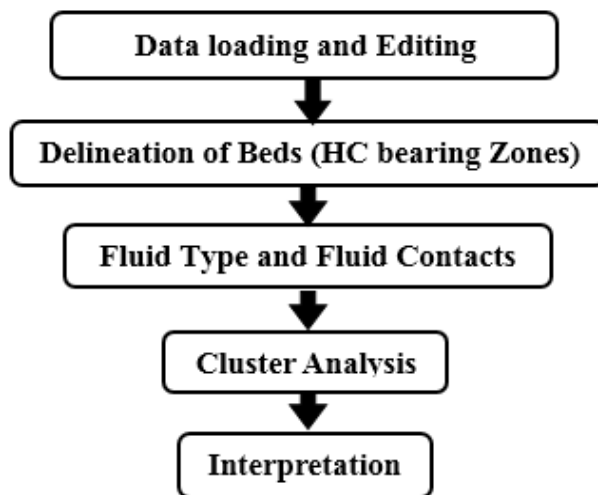 Data loading and Editing
Delineation of Beds (HC bearing Zones)
Fluid Type and Fluid Contacts
Cluster Analysis
Interpretation